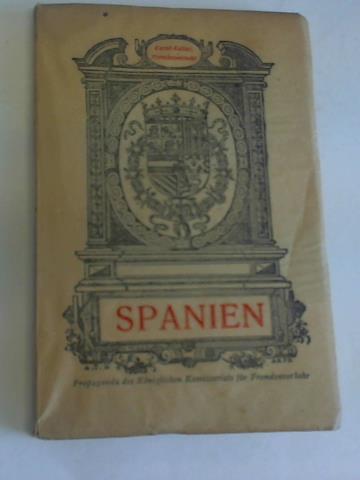 SPANIEN
Propaganda des Königlichen Kommissariats für Fremdenverkehr